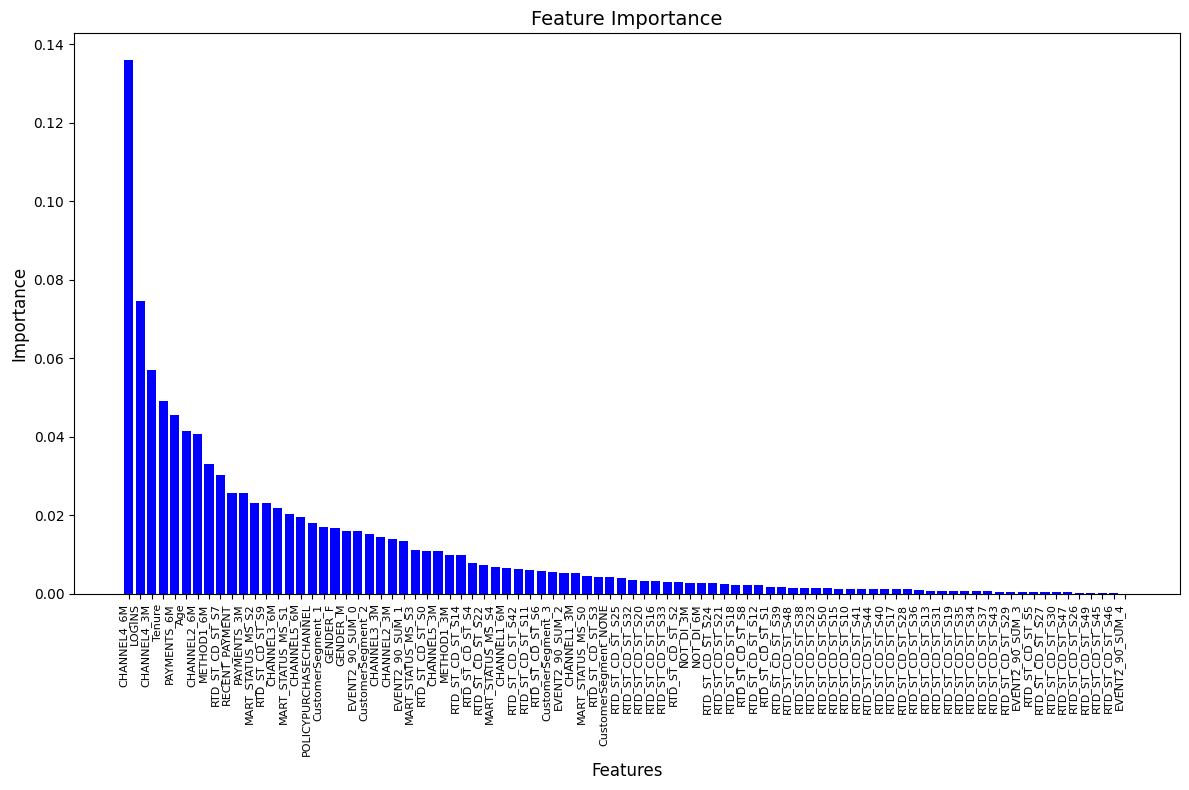 Feature Importance
0.14
0.12
0.10
0.08
0.06
0.04
0.02
0.00
Importance
CHANNEL4_6M
LOGINS
CHANNEL4_3M
Tenure
PAYMENTS_6M
Age
CHANNEL2_6M
METHOD1_6M
RTD_ST_CD_ST_S7
RECENT_PAYMENT
PAYMENTS_3M
MART_STATUS_MS_S2
RTD_ST_CD_ST_S9
CHANNEL3_6M
MART_STATUS_MS_S1
CHANNEL5_6M
POLICYPURCHASECHANNEL
CustomerSegment_1
GENDER_F
GENDER_M
EVENT2_90_SUM_0
CustomerSegment_2
CHANNEL3_3M
CHANNEL2_3M
EVENT2_90_SUM_1
MART_STATUS_MS_S3
RTD_ST_CD_ST_S0
CHANNEL5_3M
METHOD1_3M
RTD_ST_CD_ST_S14
RTD_ST_CD_ST_S4
RTD_ST_CD_ST_S22
MART_STATUS_MS_S4
CHANNEL1_6M
RTD_ST_CD_ST_S42
RTD_ST_CD_ST_S11
RTD_ST_CD_ST_S6
CustomerSegment_3
EVENT2_90_SUM_2
CHANNEL1_3M
MART_STATUS_MS_S0
RTD_ST_CD_ST_S3
CustomerSegment_NONE
RTD_ST_CD_ST_S25
RTD_ST_CD_ST_S32
RTD_ST_CD_ST_S20
RTD_ST_CD_ST_S16
RTD_ST_CD_ST_S33
RTD_ST_CD_ST_S2
NOT_DI_3M
NOT_DI_6M
RTD_ST_CD_ST_S24
RTD_ST_CD_ST_S21
RTD_ST_CD_ST_S18
RTD_ST_CD_ST_S8
RTD_ST_CD_ST_S12
RTD_ST_CD_ST_S1
RTD_ST_CD_ST_S39
RTD_ST_CD_ST_S48
RTD_ST_CD_ST_S38
RTD_ST_CD_ST_S23
RTD_ST_CD_ST_S50
RTD_ST_CD_ST_S15
RTD_ST_CD_ST_S10
RTD_ST_CD_ST_S41
RTD_ST_CD_ST_S44
RTD_ST_CD_ST_S40
RTD_ST_CD_ST_S17
RTD_ST_CD_ST_S28
RTD_ST_CD_ST_S36
RTD_ST_CD_ST_S13
RTD_ST_CD_ST_S31
RTD_ST_CD_ST_S19
RTD_ST_CD_ST_S35
RTD_ST_CD_ST_S34
RTD_ST_CD_ST_S37
RTD_ST_CD_ST_S43
RTD_ST_CD_ST_S29
EVENT2_90_SUM_3
RTD_ST_CD_ST_S5
RTD_ST_CD_ST_S27
RTD_ST_CD_ST_S30
RTD_ST_CD_ST_S47
RTD_ST_CD_ST_S26
RTD_ST_CD_ST_S49
RTD_ST_CD_ST_S45
RTD_ST_CD_ST_S46
EVENT2_90_SUM_4
Features